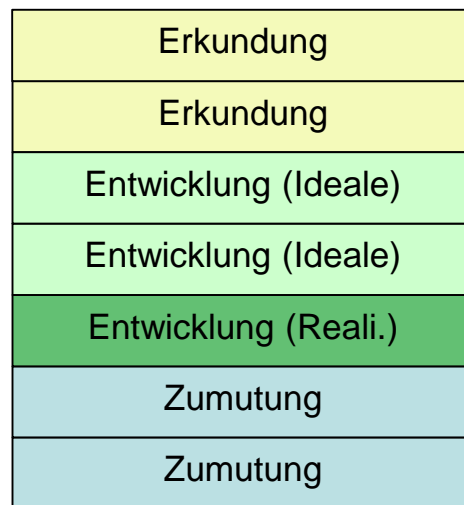 Erkundung
Erkundung
Entwicklung (Ideale)
Entwicklung (Ideale)
Entwicklung (Reali.)
Zumutung
Zumutung